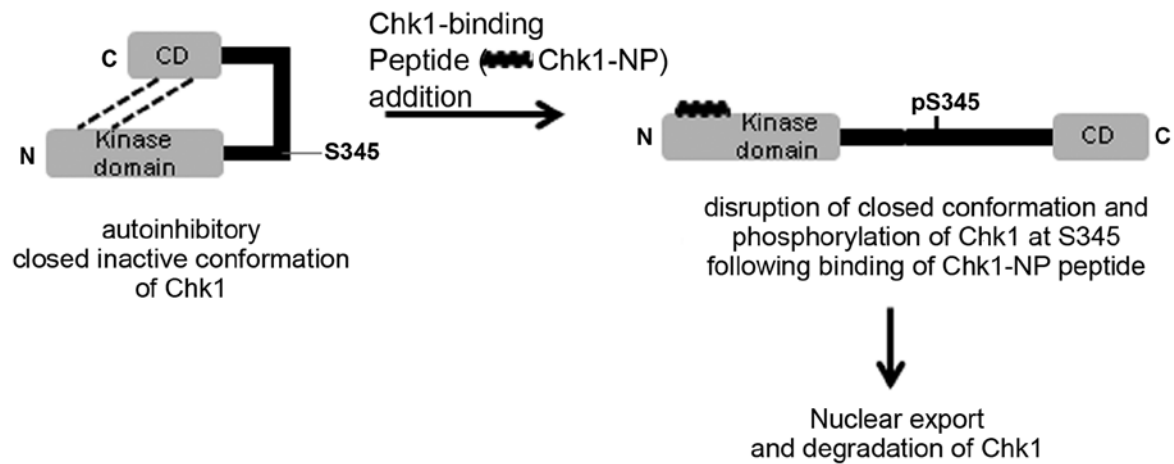 C
CD
N
Kinase
domain
S345
autoinhibitory
closed inactive conformation
of Chk1
Chk1-binding
Peptide ( Chk1-NP)
addition
N
Kinase
domain
pS345
CD
C
disruption of closed conformation and
phosphorylation of Chk1 at S345
following binding of Chk1-NP peptide
Nuclear export
and degradation of Chk1